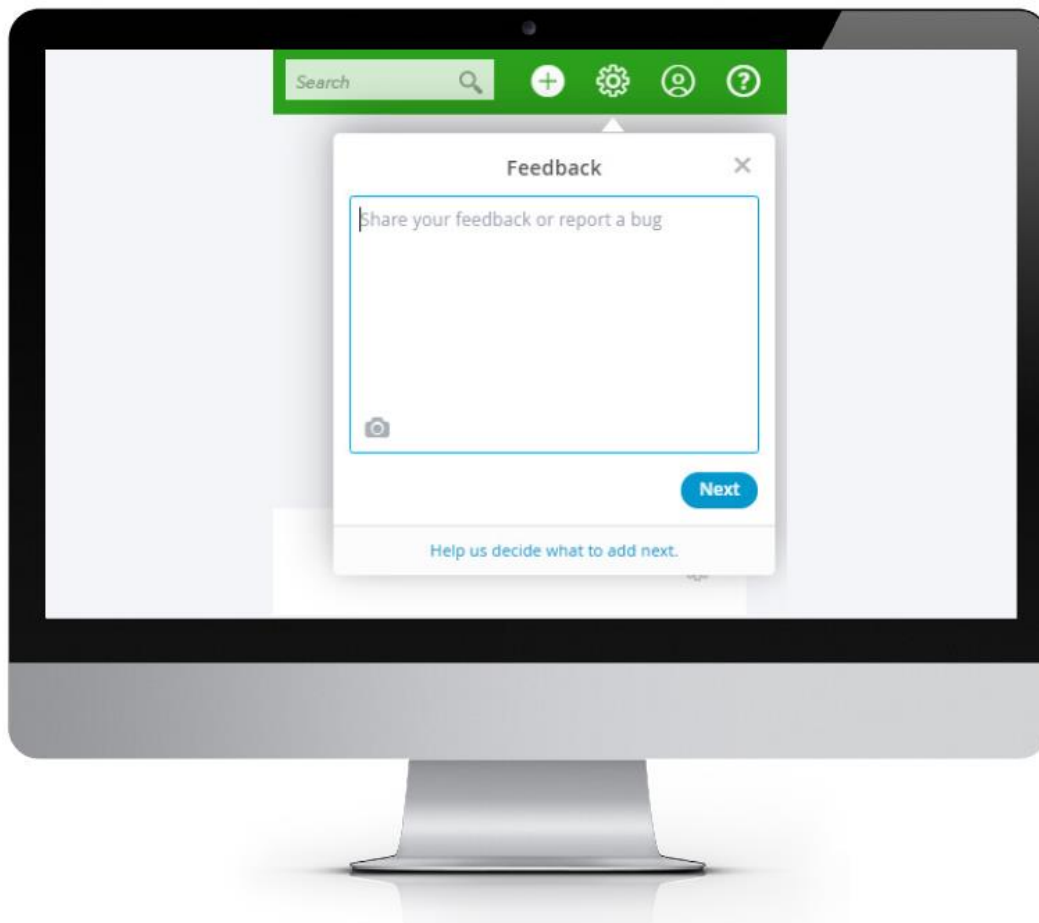 Search
Feedback
Share your feedback or report a bug
Next
Help us decide what to add next.